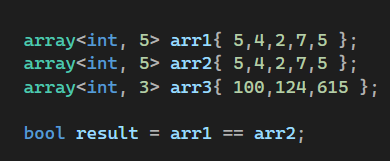 array<int, 5> arr1{ 5,4,2,7,5 };
array<int, 5> arr2{ 5,4,2,7,5 };
array<int, 3> arr3{ 100,124,615 };
bool result = arr1 == arr2;